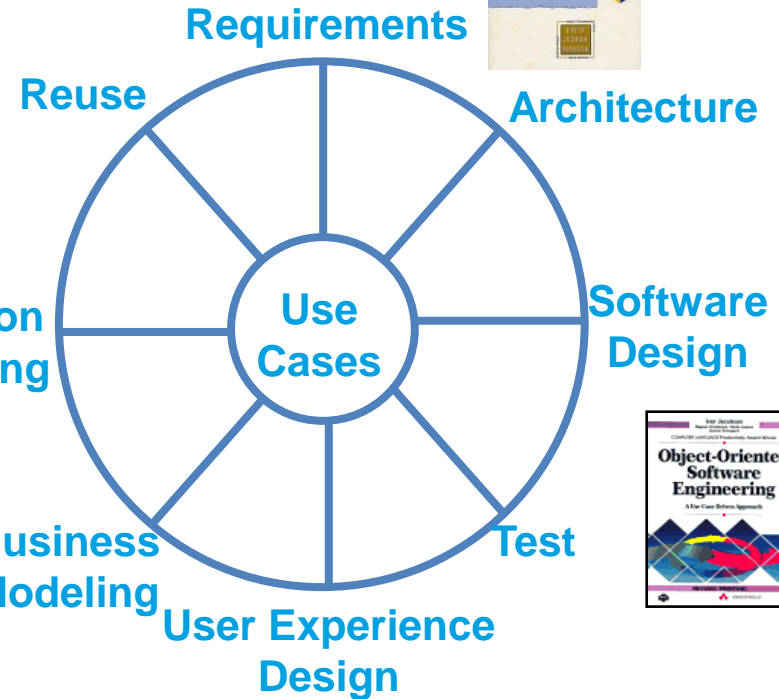 Requirements
Reuse
Architecture
on
ng
Use
Cases
Software
Design
Ivar Jacobson
Object-Oriente
Software
Engineering
A Use Case Driven Approach
usiness
Modeling
Test
User Experience
Design